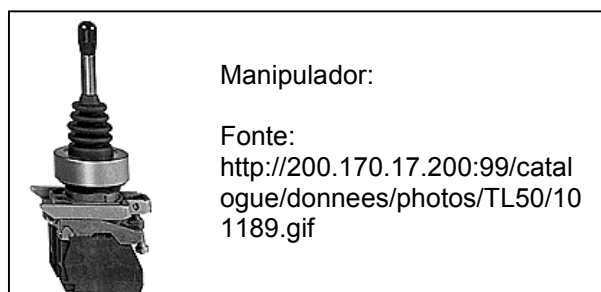 Manipulador:
Fonte:
http://200.170.17.200:99/catal
ogue/donnees/photos/TL50/10
1189.gif